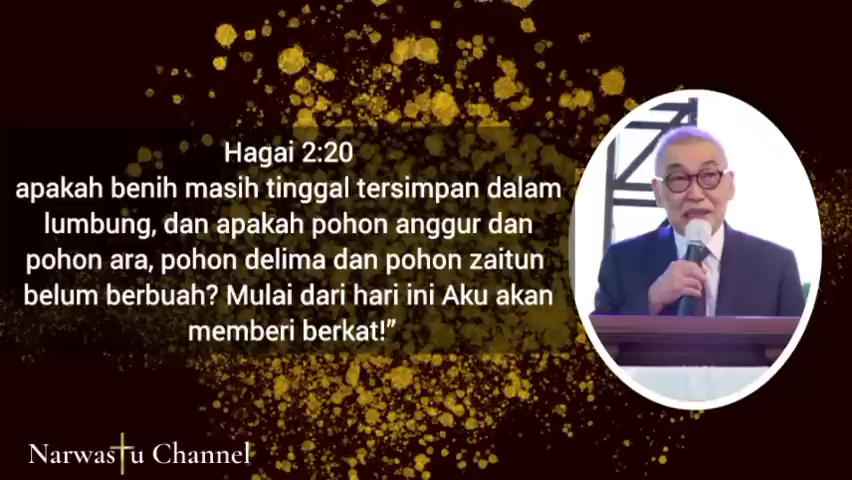 Hagai 2:20
apakah benih masih tinggal tersimpan dalam
lumbung, dan apakah pohon anggur dan
pohon ara, pohon delima dan pohon zaitun
belum berbuah? Mulai dari hari ini Aku akan
memberi berkat!”
Narwastu Channel